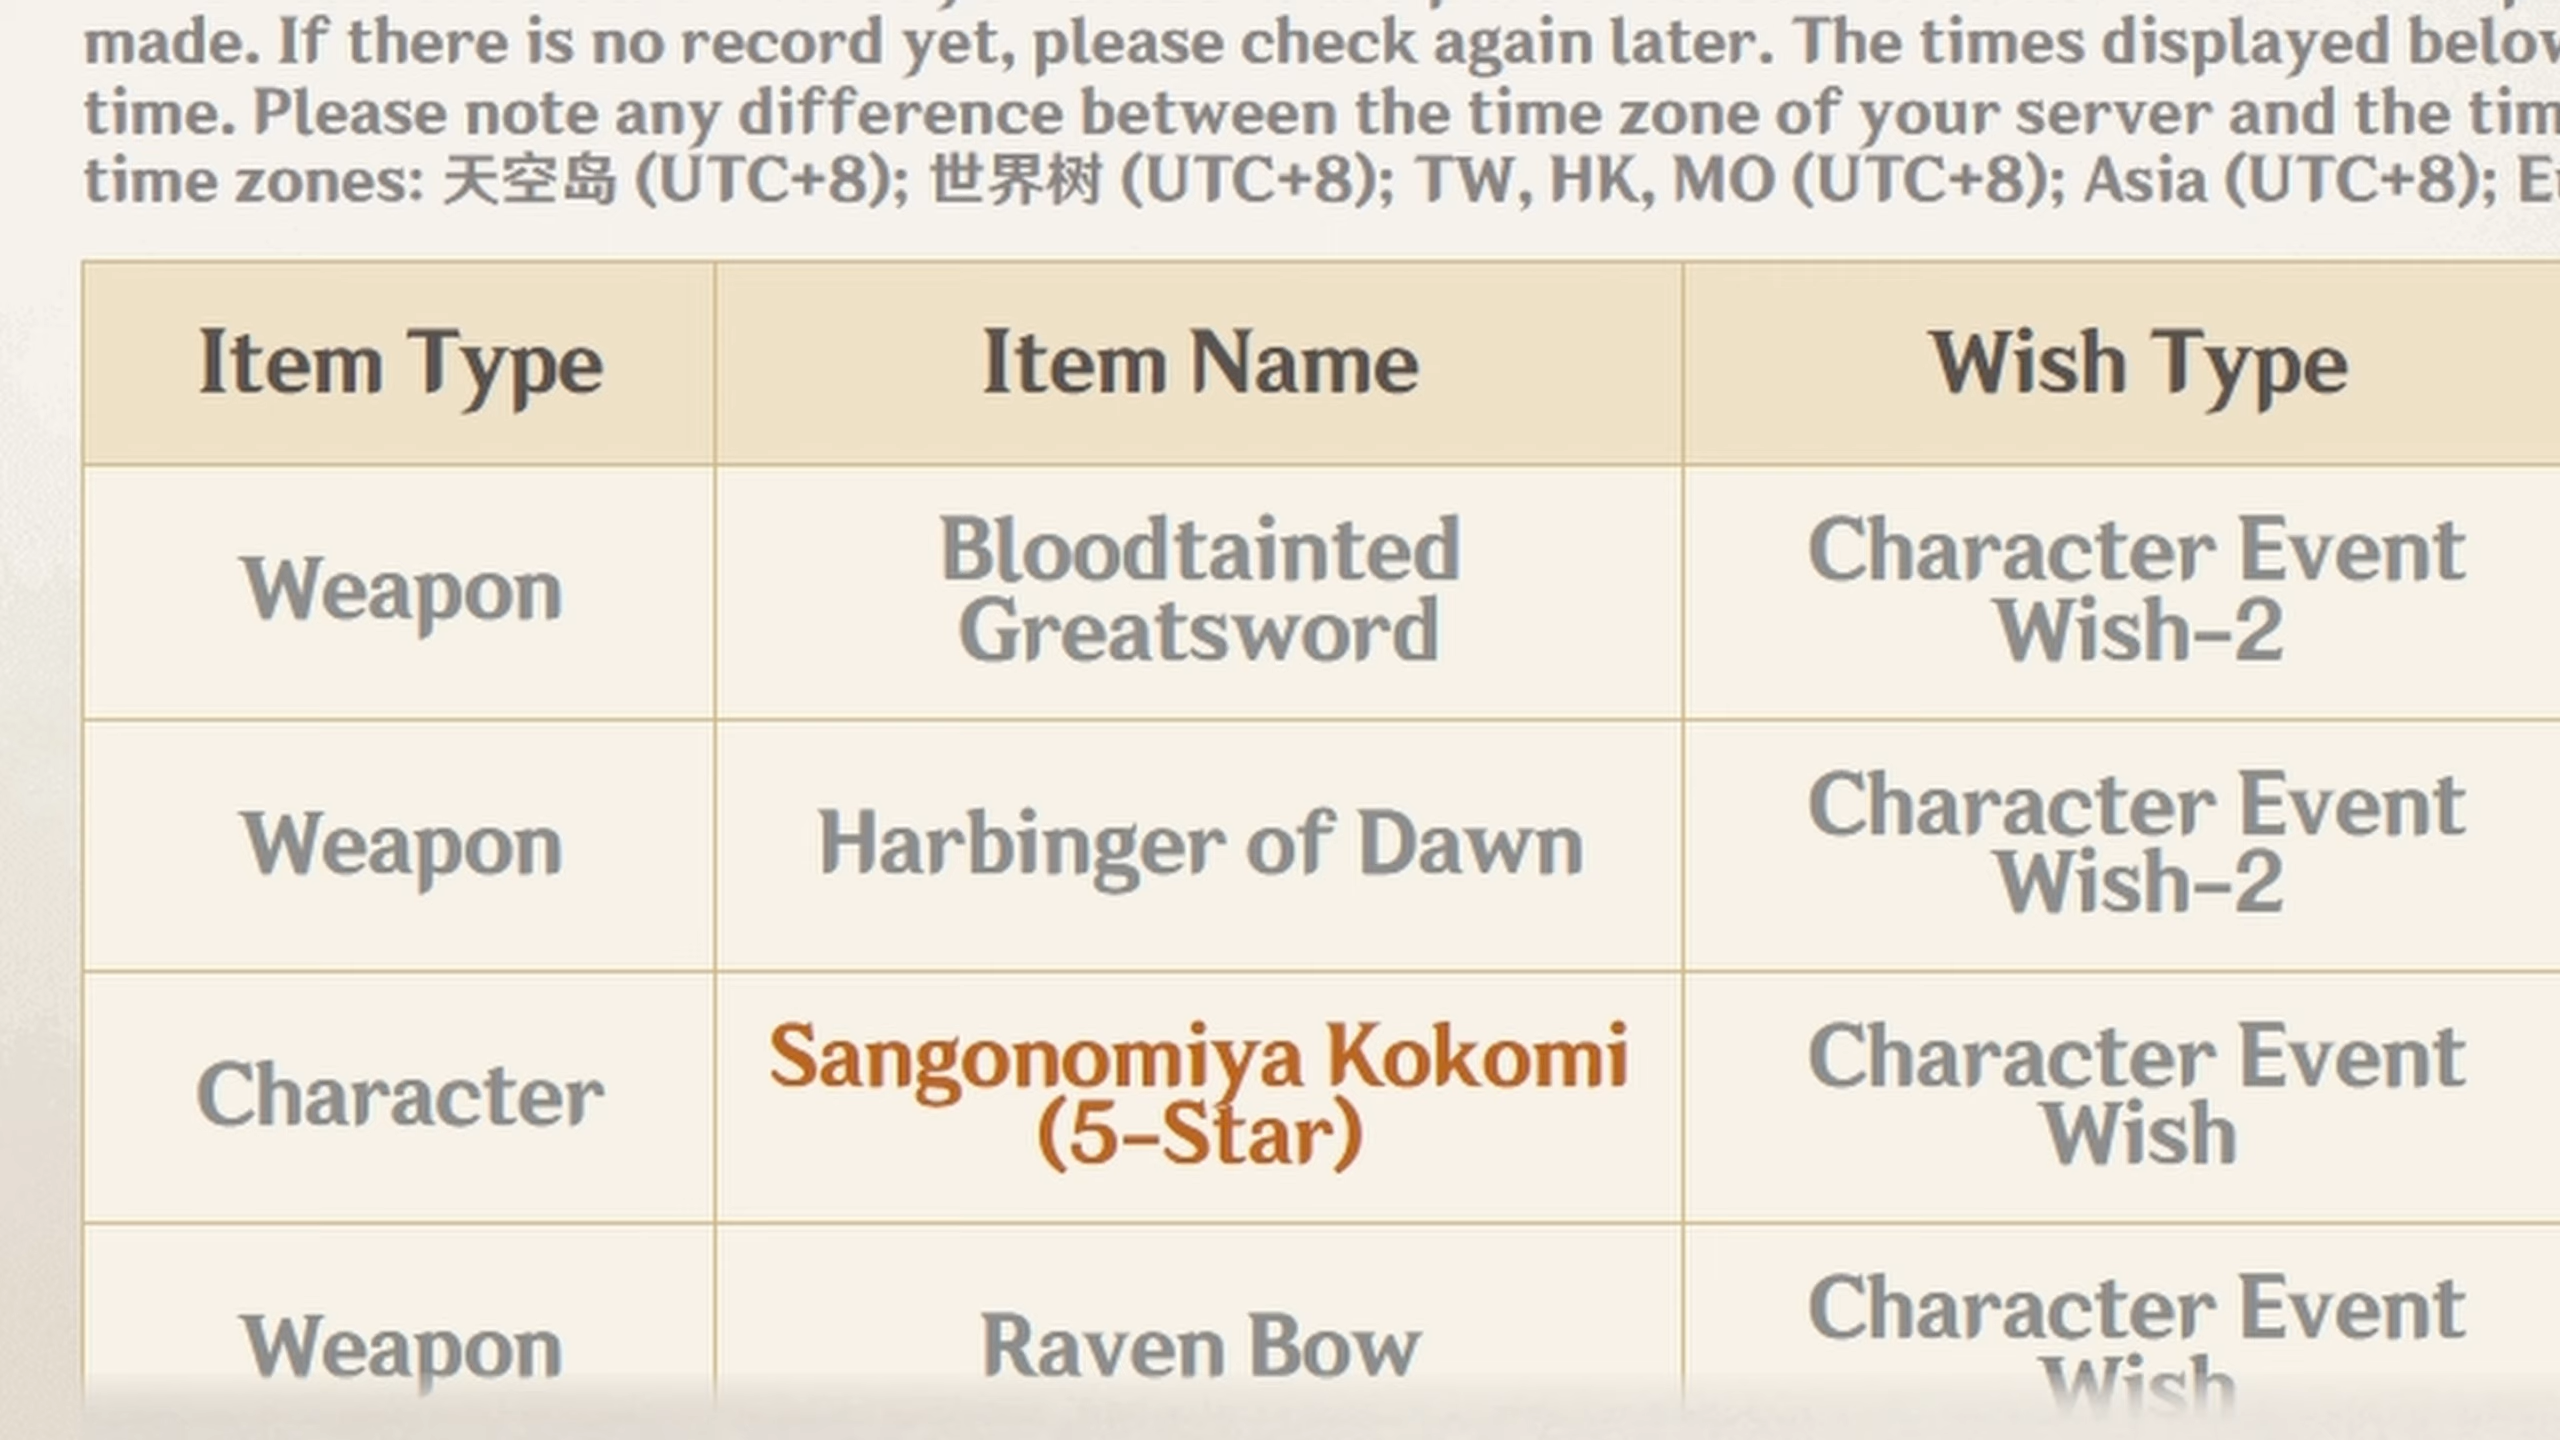 made. If there is no record yet, please check again later. The times displayed below
time. Please note any difference between the time zone of your server and the
time zones: 天空岛 (UTC+8); 世界树 (UTC+8); TW, HK, MO (UTC+8); Asia (UTC+8);
Item Type Item Name Wish Type
Weapon
Bloodtainted
Greatsword
Character Event
Wish-2
Weapon
Harbinger of Dawn
Character Event
Wish-2
Character
Sangonomiya Kokomi
(5-Star)
Character Event
Wish
Weapon
Raven Bow
Character Event
Wish